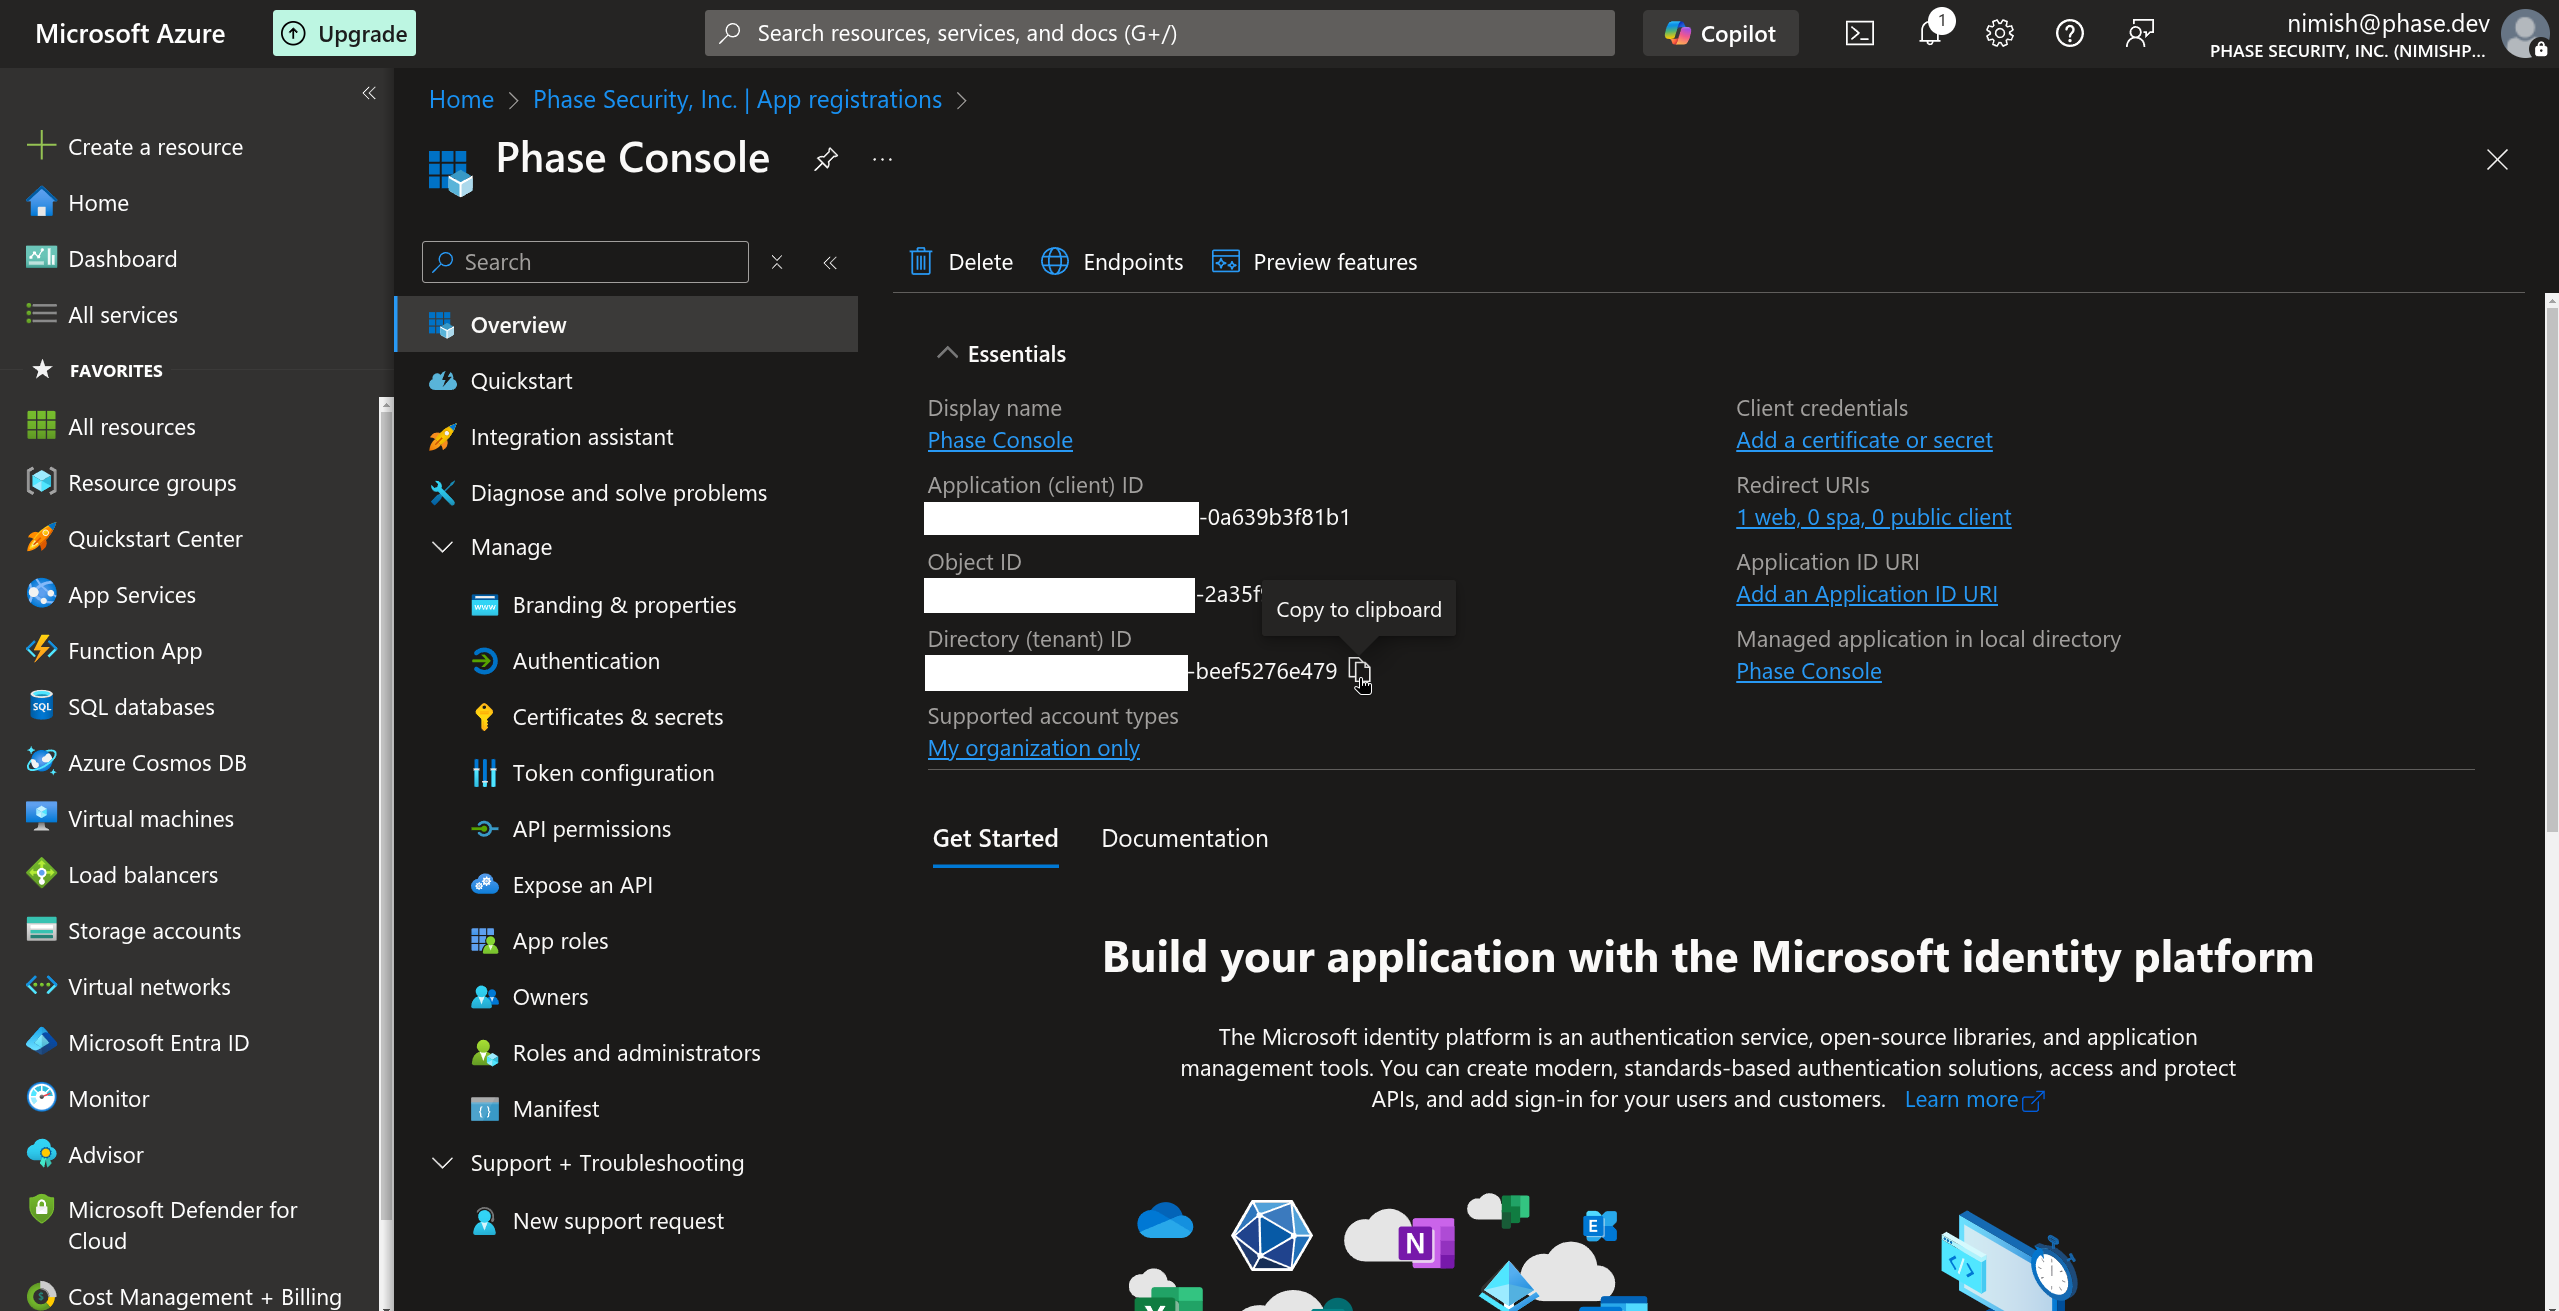 Microsoft Azure
Upgrade
Search resources, services, and docs (G+/)
Copilot
1
nimish@phase.dev
PHASE SECURITY, INC. (NIMISHP...
Create a resource
Home
Dashboard
All services
FAVORITES
All resources
Resource groups
Quickstart Center
App Services
Function App
SQL databases
Azure Cosmos DB
Virtual machines
Load balancers
Storage accounts
Virtual networks
Microsoft Entra ID
Monitor
Advisor
Microsoft Defender for
Cloud
Cost Management + Billing
Home > Phase Security, Inc. | App registrations >
Phase Console
...
Search
Overview
Quickstart
Integration assistant
Diagnose and solve problems
Manage
Branding & properties
Authentication
Certificates & secrets
Token configuration
API permissions
Expose an API
App roles
Owners
Roles and administrators
Manifest
Support + Troubleshooting
New support request
Delete
Endpoints
Preview features
Essentials
Display name
Phase Console
Application (client) ID
-0a639b3f81b1
Object ID
-2a35f
Copy to clipboard
Directory (tenant) ID
-beef5276e479
Supported account types
My organization only
Client credentials
Add a certificate or secret
Redirect URIs
1 web, 0 spa, 0 public client
Application ID URI
Add an Application ID URI
Managed application in local directory
Phase Console
Get Started
Documentation
Build your application with the Microsoft identity platform
The Microsoft identity platform is an authentication service, open-source libraries, and application
management tools. You can create modern, standards-based authentication solutions, access and protect
APIs, and add sign-in for your users and customers. Learn more
N
E